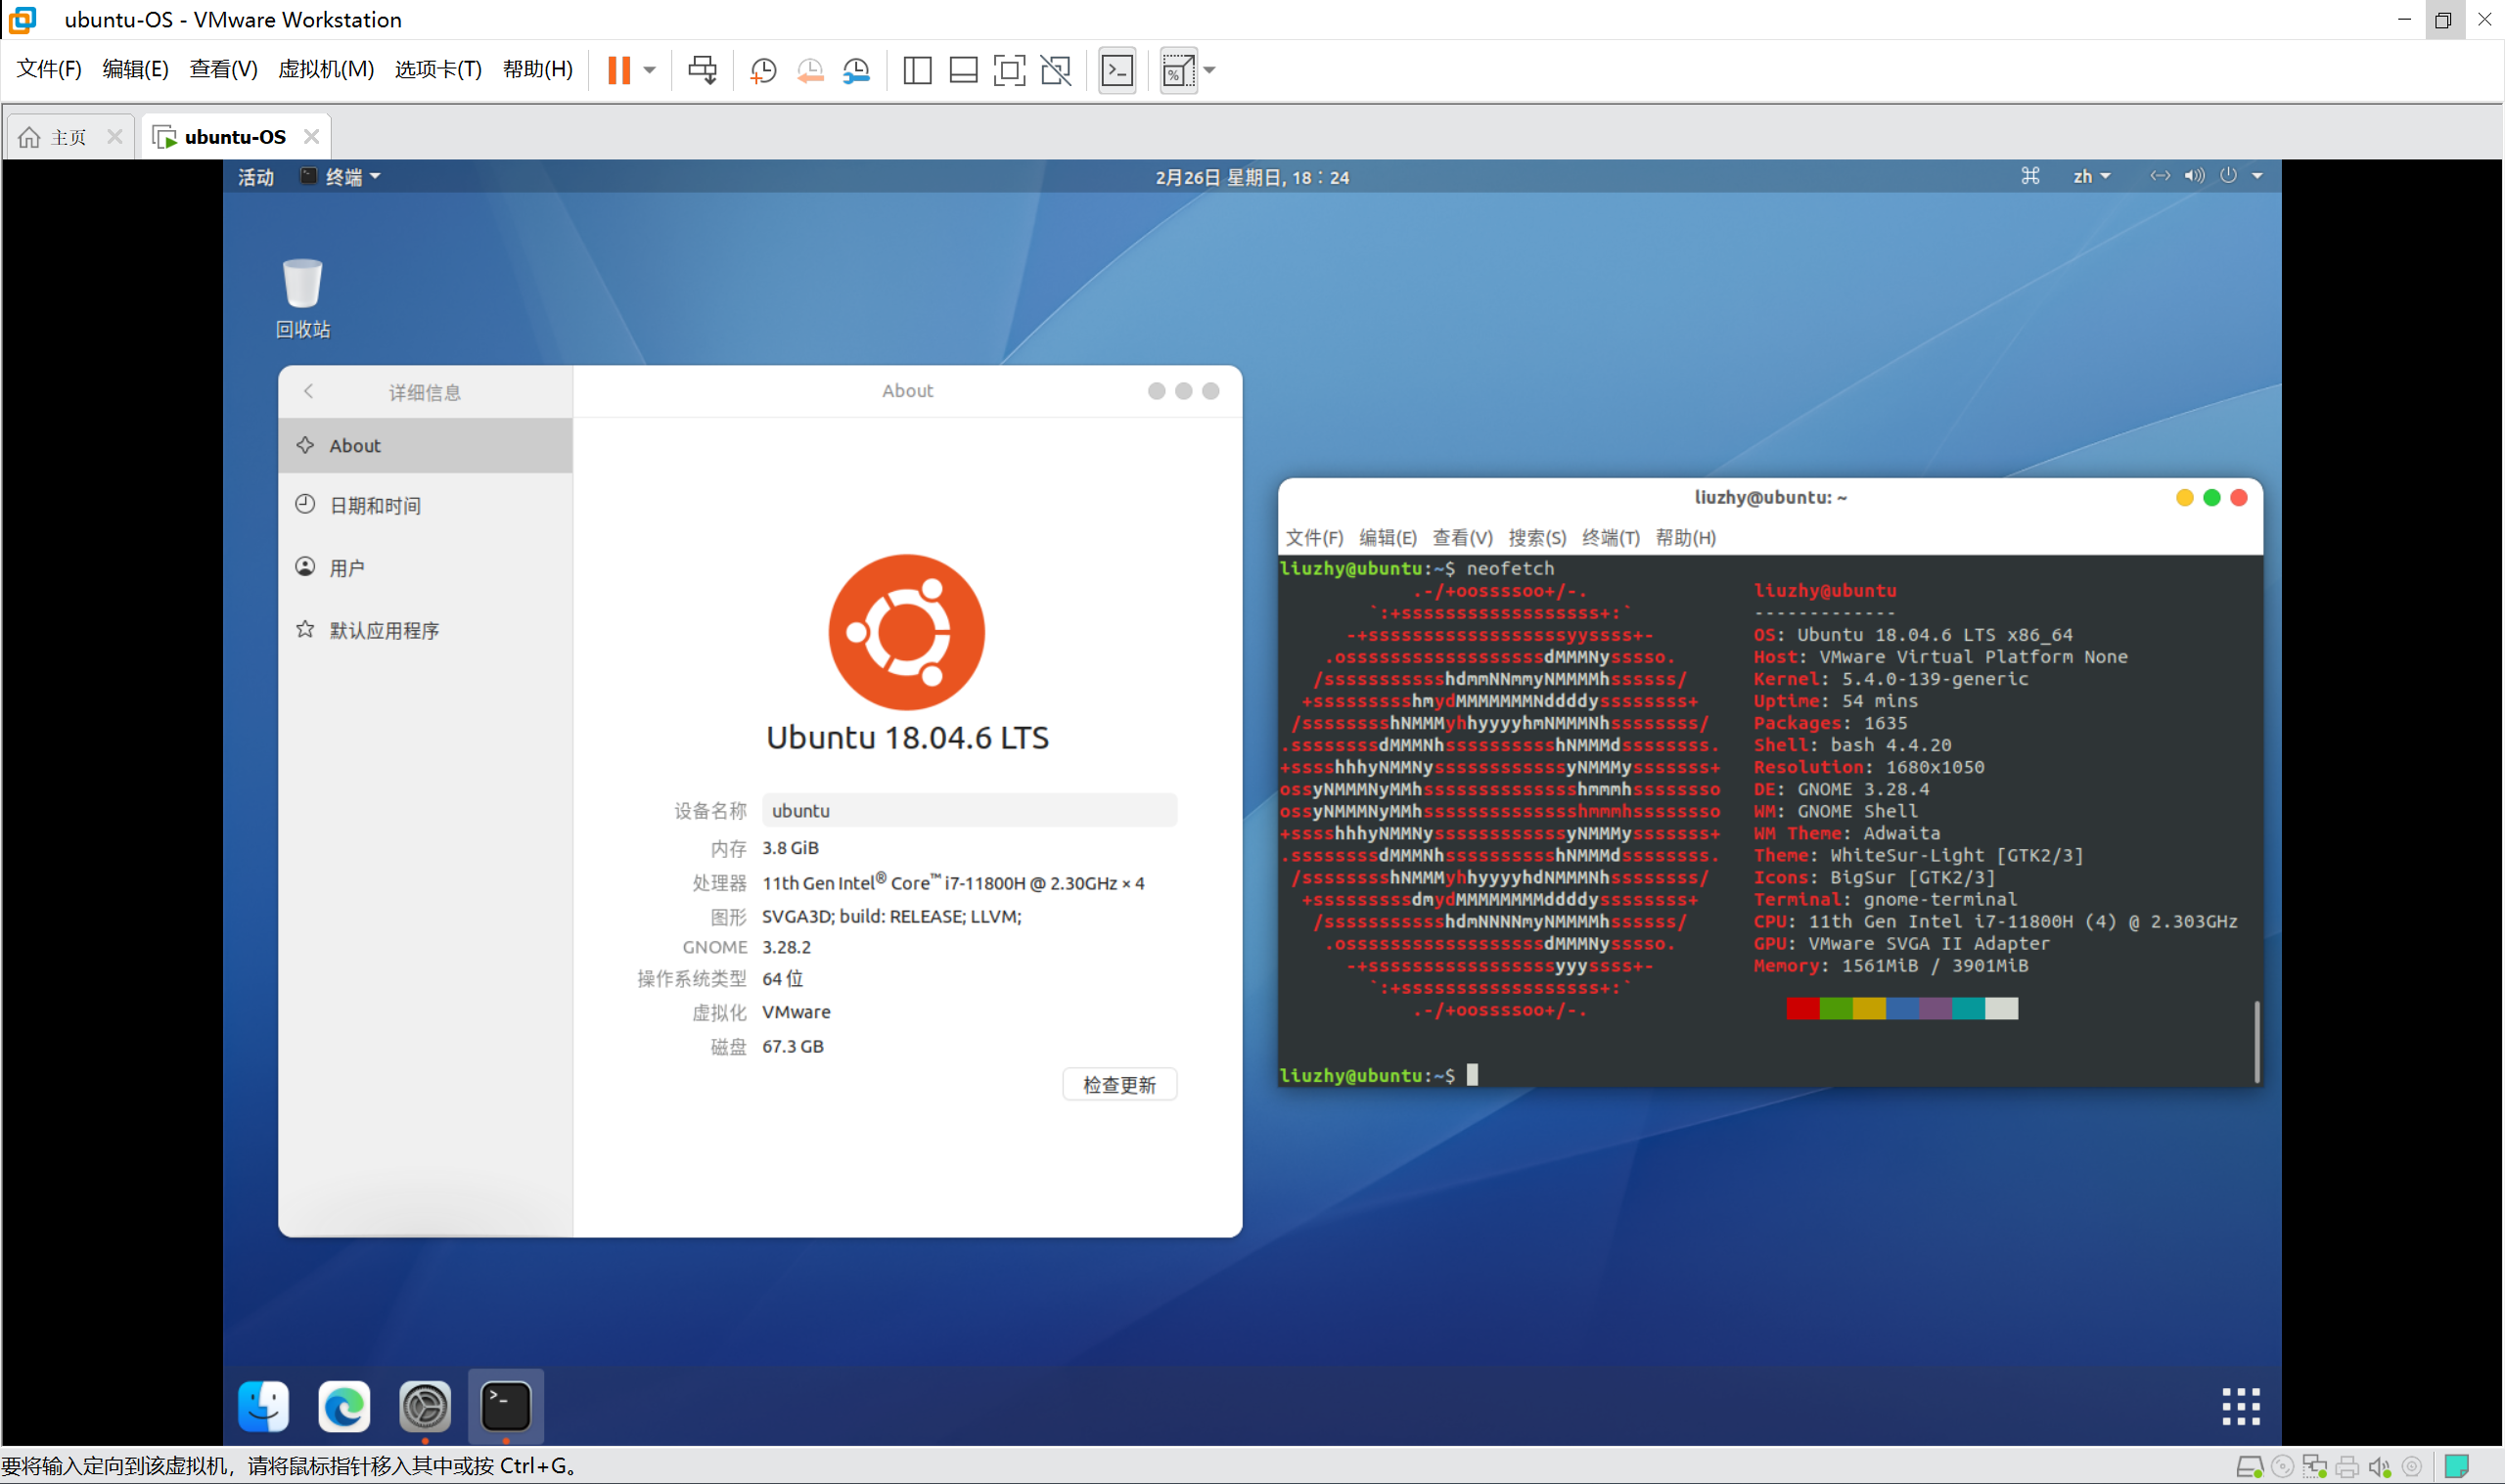 ubuntu-OS - VMware Workstation
文件(F) 编辑(E) 查看(V) 虚拟机(M) 选项卡(T) 帮助(H)
主页 ubuntu-OS
活动 终端 2月26日 星期日, 18:24 zh
回收站
详细信息 About
About
日期和时间
用户
默认应用程序
Ubuntu 18.04.6 LTS
设备名称 ubuntu
内存 3.8 GiB
处理器 11th Gen Intel® Core™ i7-11800H @ 2.30GHz × 4
图形 SVGA3D; build: RELEASE; LLVM;
GNOME 3.28.2
操作系统类型 64 位
虚拟化 VMware
磁盘 67.3 GB
检查更新
liuzhy@ubuntu: ~
文件(F) 编辑(E) 查看(V) 搜索(S) 终端(T) 帮助(H)
liuzhy@ubuntu:~$ neofetch
liuzhy@ubuntu
-------------
OS: Ubuntu 18.04.6 LTS x86_64
Host: VMware Virtual Platform None
Kernel: 5.4.0-139-generic
Uptime: 54 mins
Packages: 1635
Shell: bash 4.4.20
Resolution: 1680x1050
DE: GNOME 3.28.4
WM: GNOME Shell
WM Theme: Adwaita
Theme: WhiteSur-Light [GTK2/3]
Icons: BigSur [GTK2/3]
Terminal: gnome-terminal
CPU: 11th Gen Intel i7-11800H (4) @ 2.303GHz
GPU: VMware SVGA II Adapter
Memory: 1561MiB / 3901MiB
liuzhy@ubuntu:~$
要将输入定向到该虚拟机，请将鼠标指针移入其中或按 Ctrl+G。